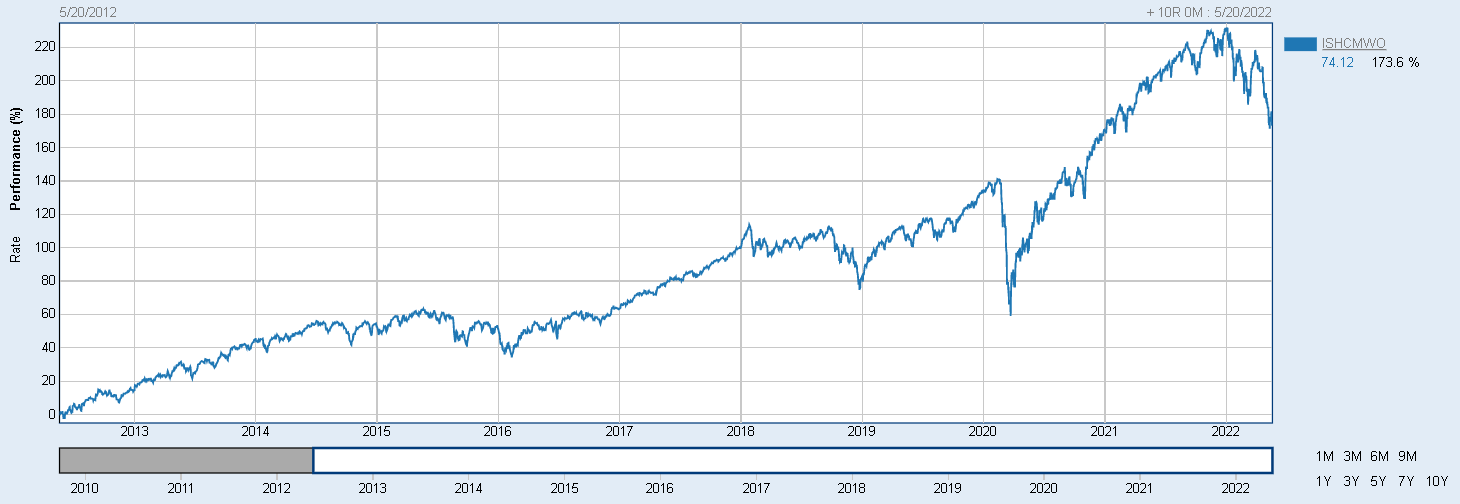 5/20/2012
+ 10R 0M : 5/20/2022
ISHCMWO
74.12 173.6 %
Rate Performance (%)
220
200
180
160
140
120
100
80
60
40
20
0
2013 2014 2015 2016 2017 2018 2019 2020 2021 2022
2010 2011 2012 2013 2014 2015 2016 2017 2018 2019 2020 2021 2022
1M 3M 6M 9M
1Y 3Y 5Y 7Y 10Y